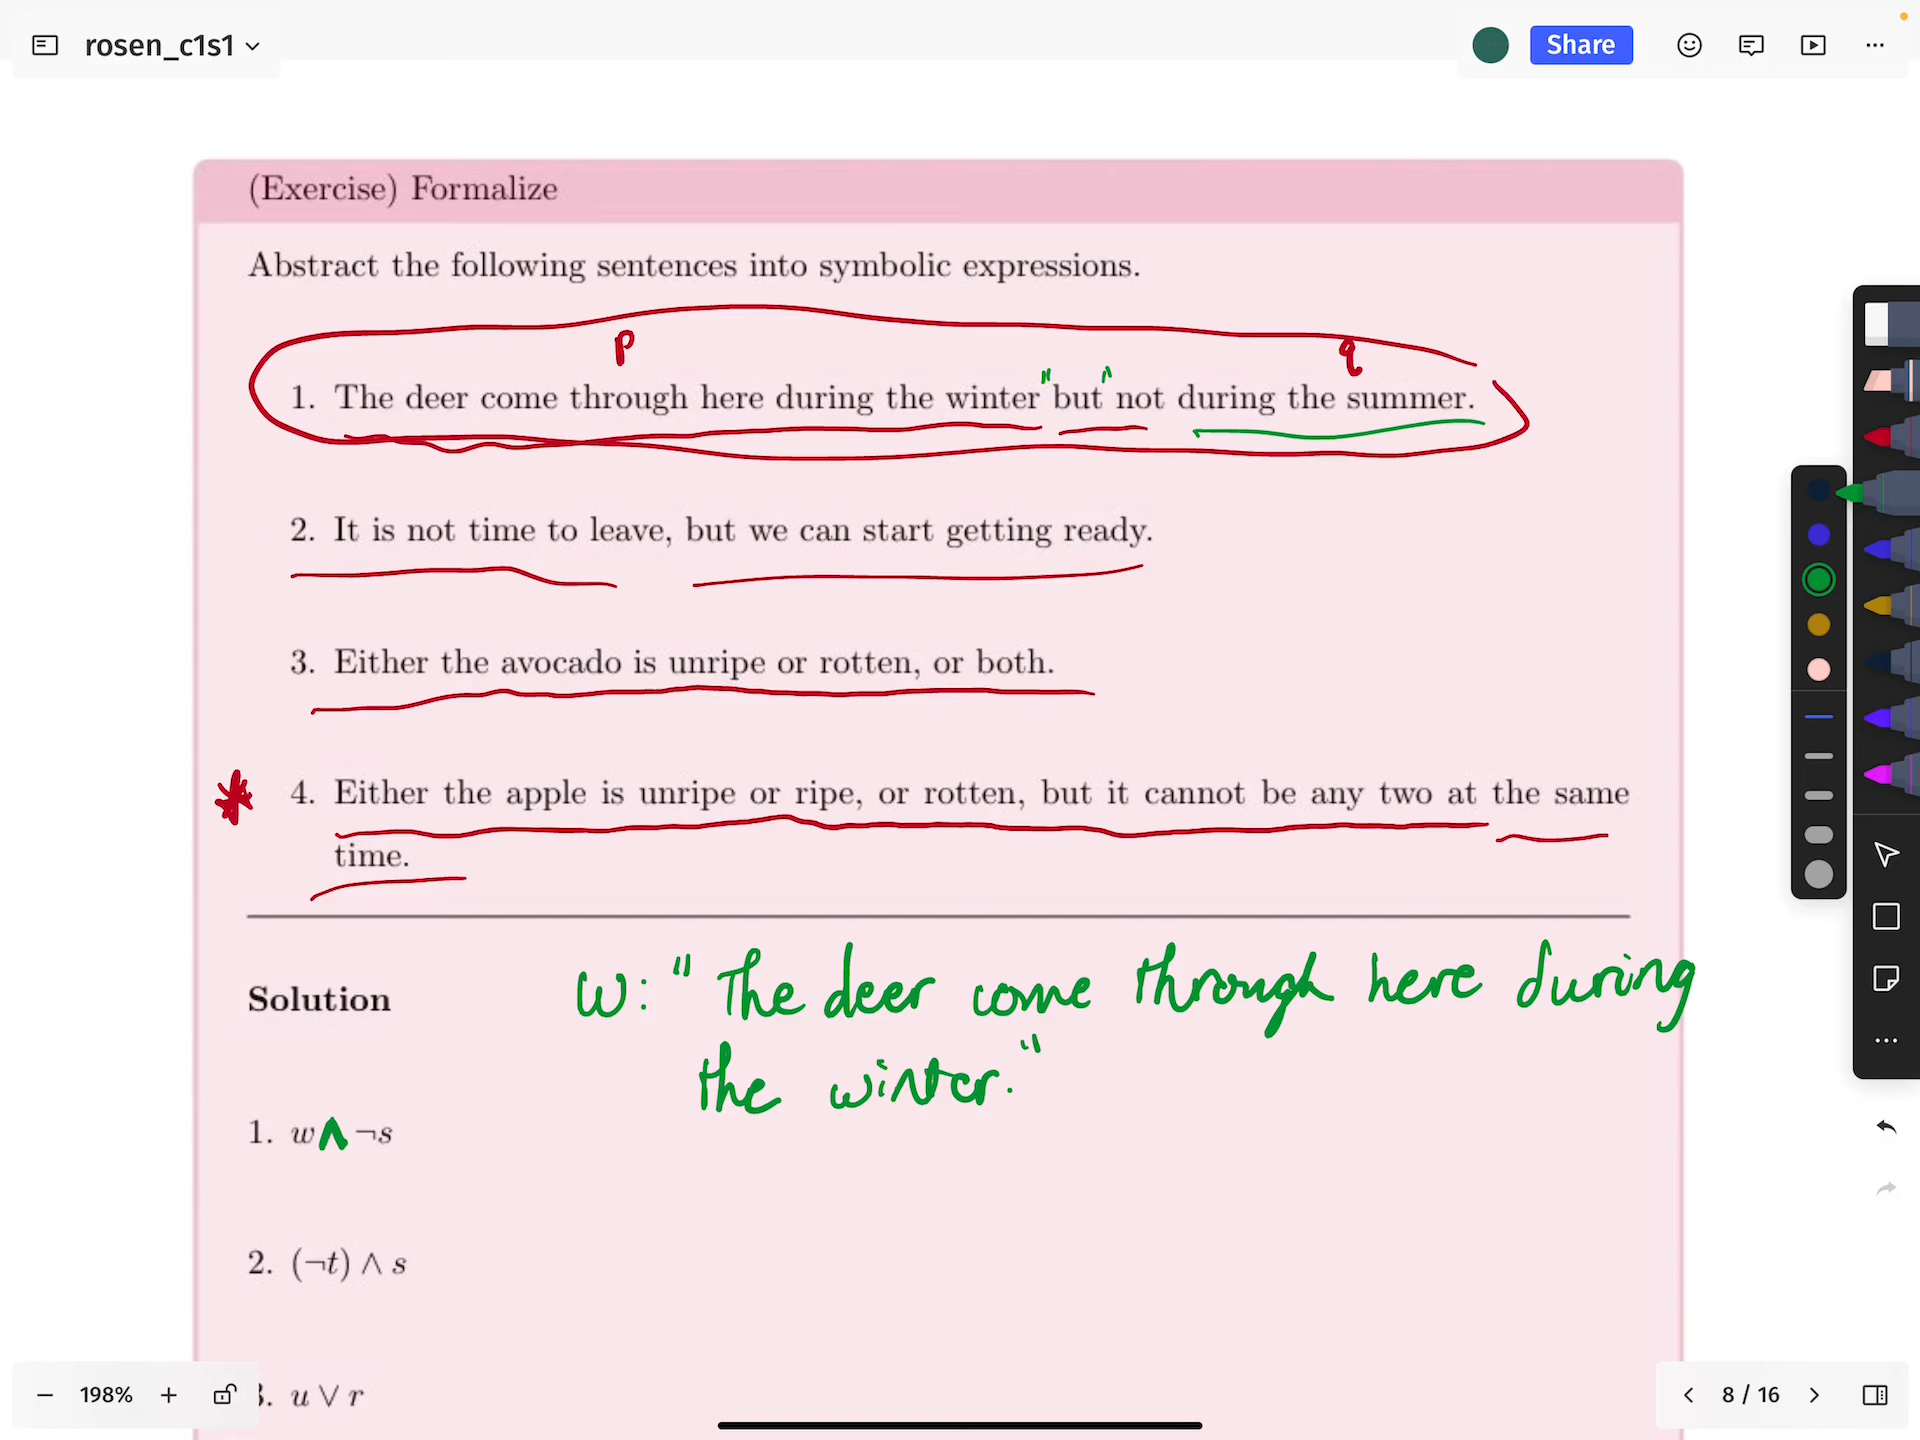 rosen_c1s1
Share
(Exercise) Formalize
Abstract the following sentences into symbolic expressions.
p q
1. The deer come through here during the winter "but" not during the summer.
2. It is not time to leave, but we can start getting ready.
3. Either the avocado is unripe or rotten, or both.
* 4. Either the apple is unripe or ripe, or rotten, but it cannot be any two at the same
time.
Solution
w: "The deer come through here during
the winter."
1. w ∧ ¬s
2. (¬t) ∧ s
3. u ∨ r
198%
8 / 16